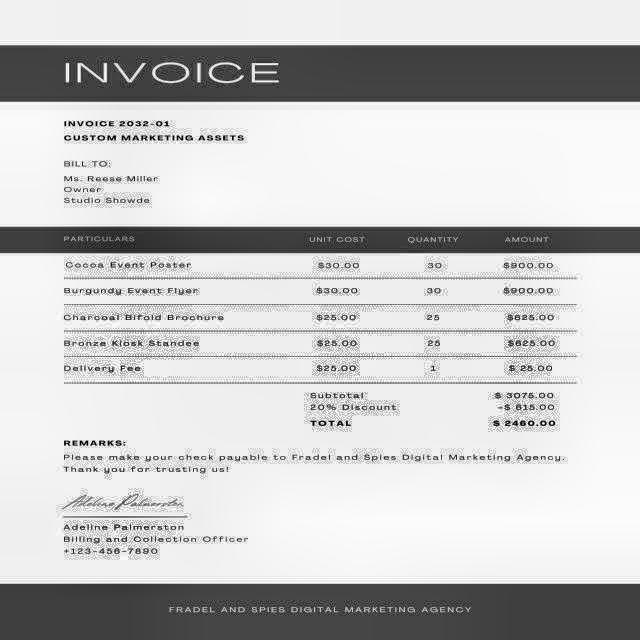 INVOICE
INVOICE 2032-01
CUSTOM MARKETING ASSETS
BILL TO:
Ms. Reese Miller
Owner
Studio Showde
PARTICULARS UNIT COST QUANTITY AMOUNT
Cocoa Event Poster $30.00 30 $900.00
Burgundy Event Flyer $30.00 30 $900.00
Charcoal Bifold Brochure $25.00 25 $625.00
Bronze Kiosk Standee $25.00 25 $625.00
Delivery Fee $25.00 1 $ 25.00
Subtotal $ 3075.00
20% Discount -$ 615.00
TOTAL $ 2460.00
REMARKS:
Please make your check payable to Fradel and Spies Digital Marketing Agency.
Thank you for trusting us!
Adeline Palmerston
Adeline Palmerston
Billing and Collection Officer
+123-456-7890
FRADEL AND SPIES DIGITAL MARKETING AGENCY